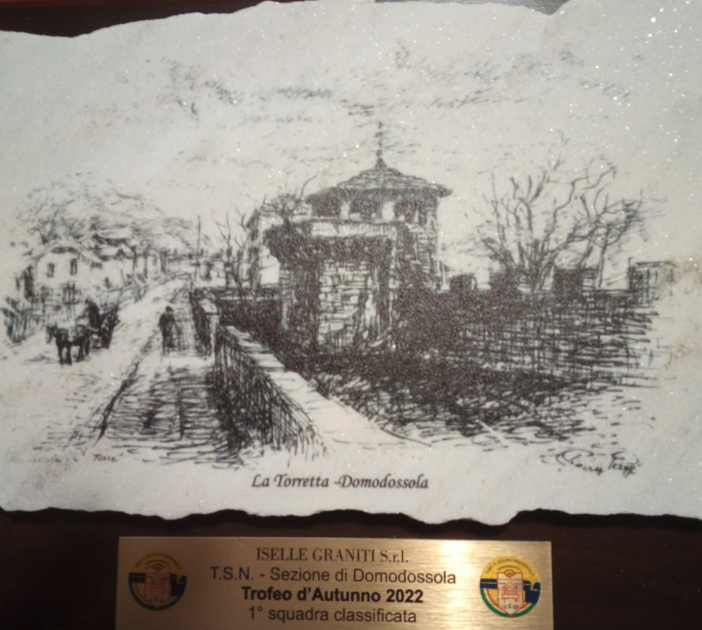 La Torretta -Domodossola
ISELLE GRANITI S.r.l.
T.S.N. - Sezione di Domodossola
Trofeo d'Autunno 2022
1° squadra classificata